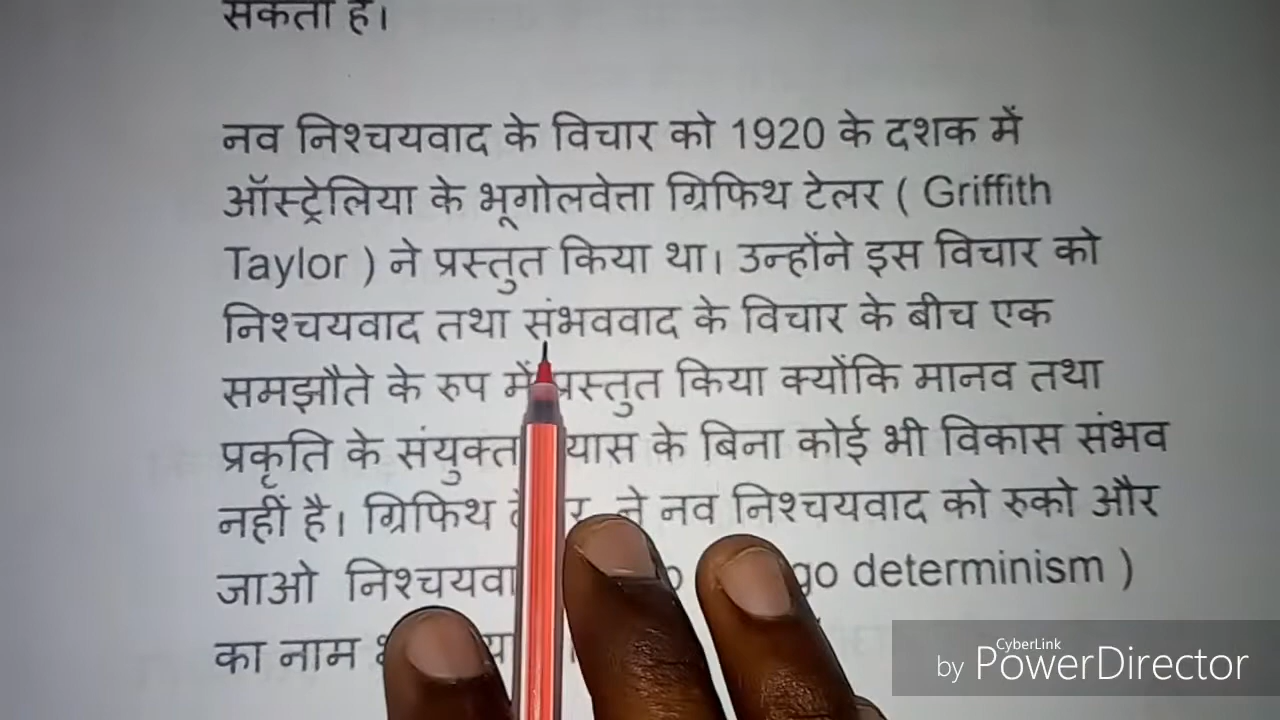 सकता है।
नव निश्चयवाद के विचार को 1920 के दशक में
ऑस्ट्रेलिया के भूगोलवेत्ता ग्रिफिथ टेलर ( Griffith
Taylor ) ने प्रस्तुत किया था। उन्होंने इस विचार को
निश्चयवाद तथा संभववाद के विचार के बीच एक
समझौते के रुप में प्रस्तुत किया क्योंकि मानव तथा
प्रकृति के संयुक्त के बिना कोई भी विकास संभव
नहीं है। ग्रिफिथ ने नव निश्चयवाद को रुको और
जाओ go determinism )
का नाम
CyberLink
by PowerDirector